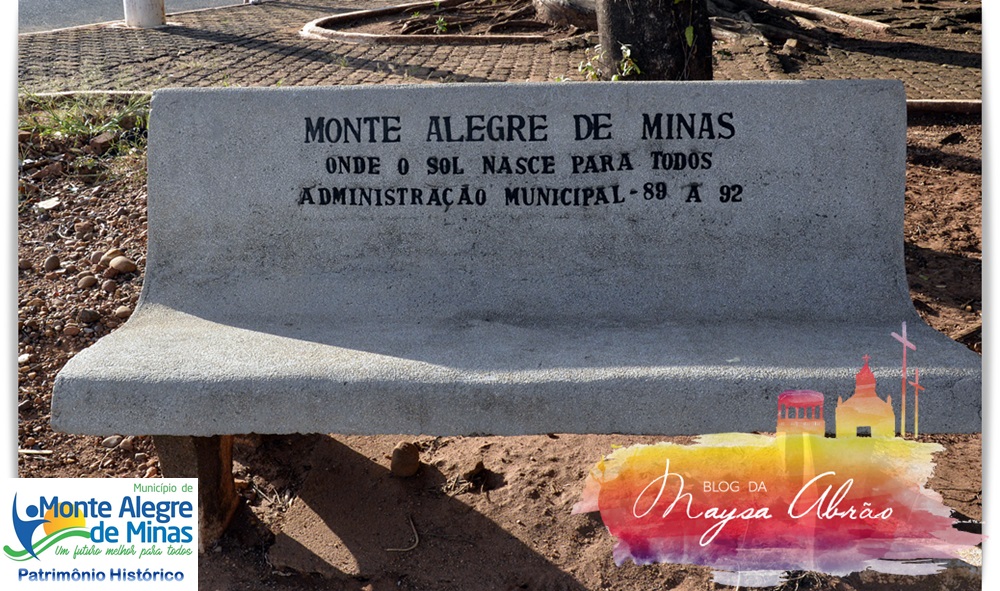 MONTE ALEGRE DE MINAS
ONDE O SOL NASCE PARA TODOS
ADMINISTRAÇÃO MUNICIPAL - 89 A 92
Município de
Monte Alegre
de Minas
Um futuro melhor para todos
Patrimônio Histórico
BLOG DA
Maysa Abrão